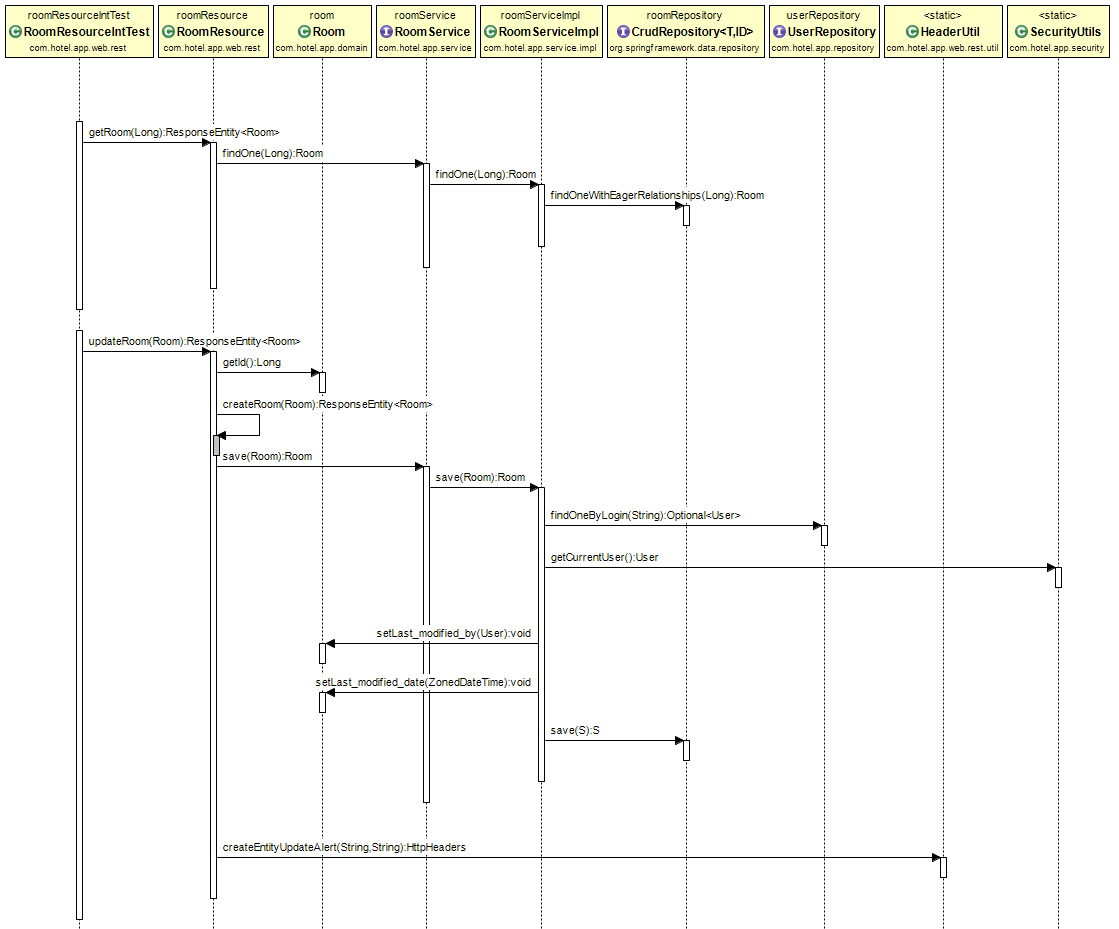 roomResourceIntTest
RoomResourceIntTest
com.hotel.app.web.rest
roomResource
RoomResource
com.hotel.app.web.rest
room
Room
com.hotel.app.domain
roomService
RoomService
com.hotel.app.service
roomServiceImpl
RoomServiceImpl
com.hotel.app.service.impl
roomRepository
CrudRepository<T,ID>
org.springframework.data.repository
userRepository
UserRepository
com.hotel.app.repository
<static>
HeaderUtil
com.hotel.app.web.rest.util
<static>
SecurityUtils
com.hotel.app.security
getRoom(Long):ResponseEntity<Room>
findOne(Long):Room
findOne(Long):Room
findOneWithEagerRelationships(Long):Room
updateRoom(Room):ResponseEntity<Room>
getId():Long
createRoom(Room):ResponseEntity<Room>
save(Room):Room
save(Room):Room
findOneByLogin(String):Optional<User>
getCurrentUser():User
setLast_modified_by(User):void
setLast_modified_date(ZonedDateTime):void
save(S):S
createEntityUpdateAlert(String,String):HttpHeaders